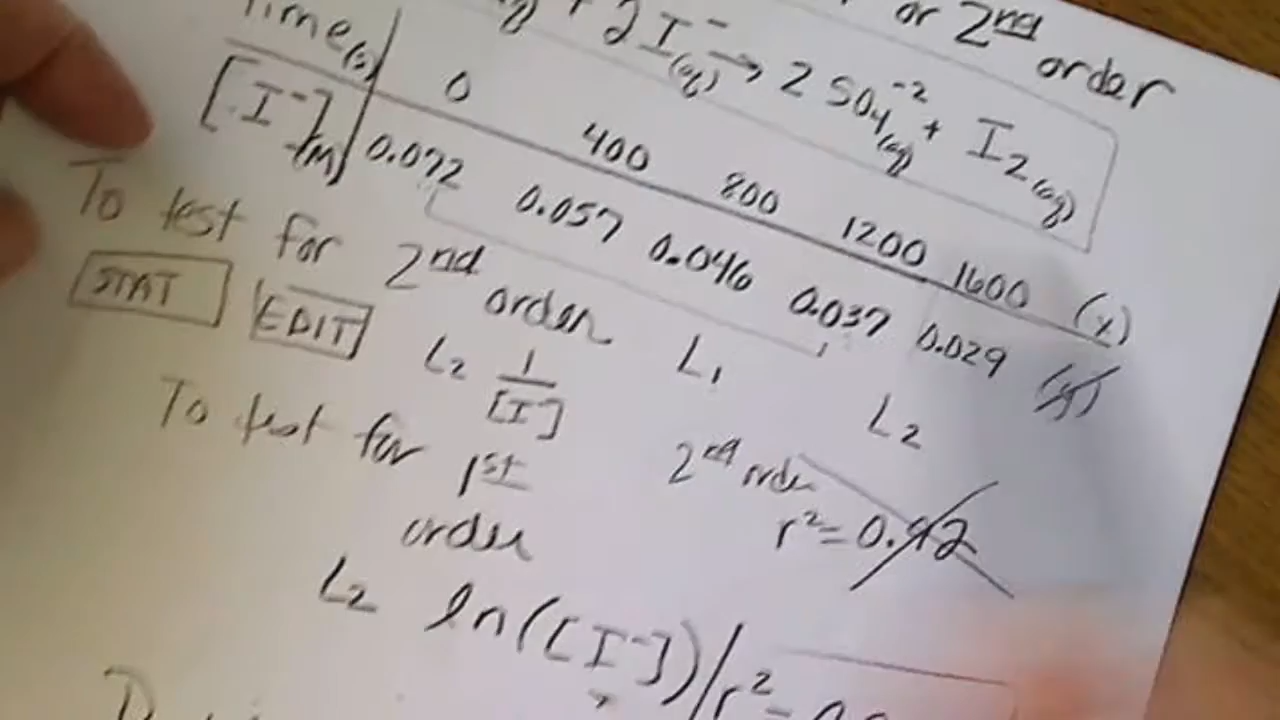 or 2nd order
+ 2I⁻(aq) → 2 SO₄⁻²(aq) + I₂(aq)
Time(s) 0 400 800 1200 1600 (x)
[I⁻](M) 0.072 0.057 0.046 0.037 0.029 (y)
To test for 2nd order
STAT EDIT L₁ L₂
L₂ 1/[I⁻]
2nd order r²= 0.92
To test for 1st order
L₂ ln([I⁻]) r²=